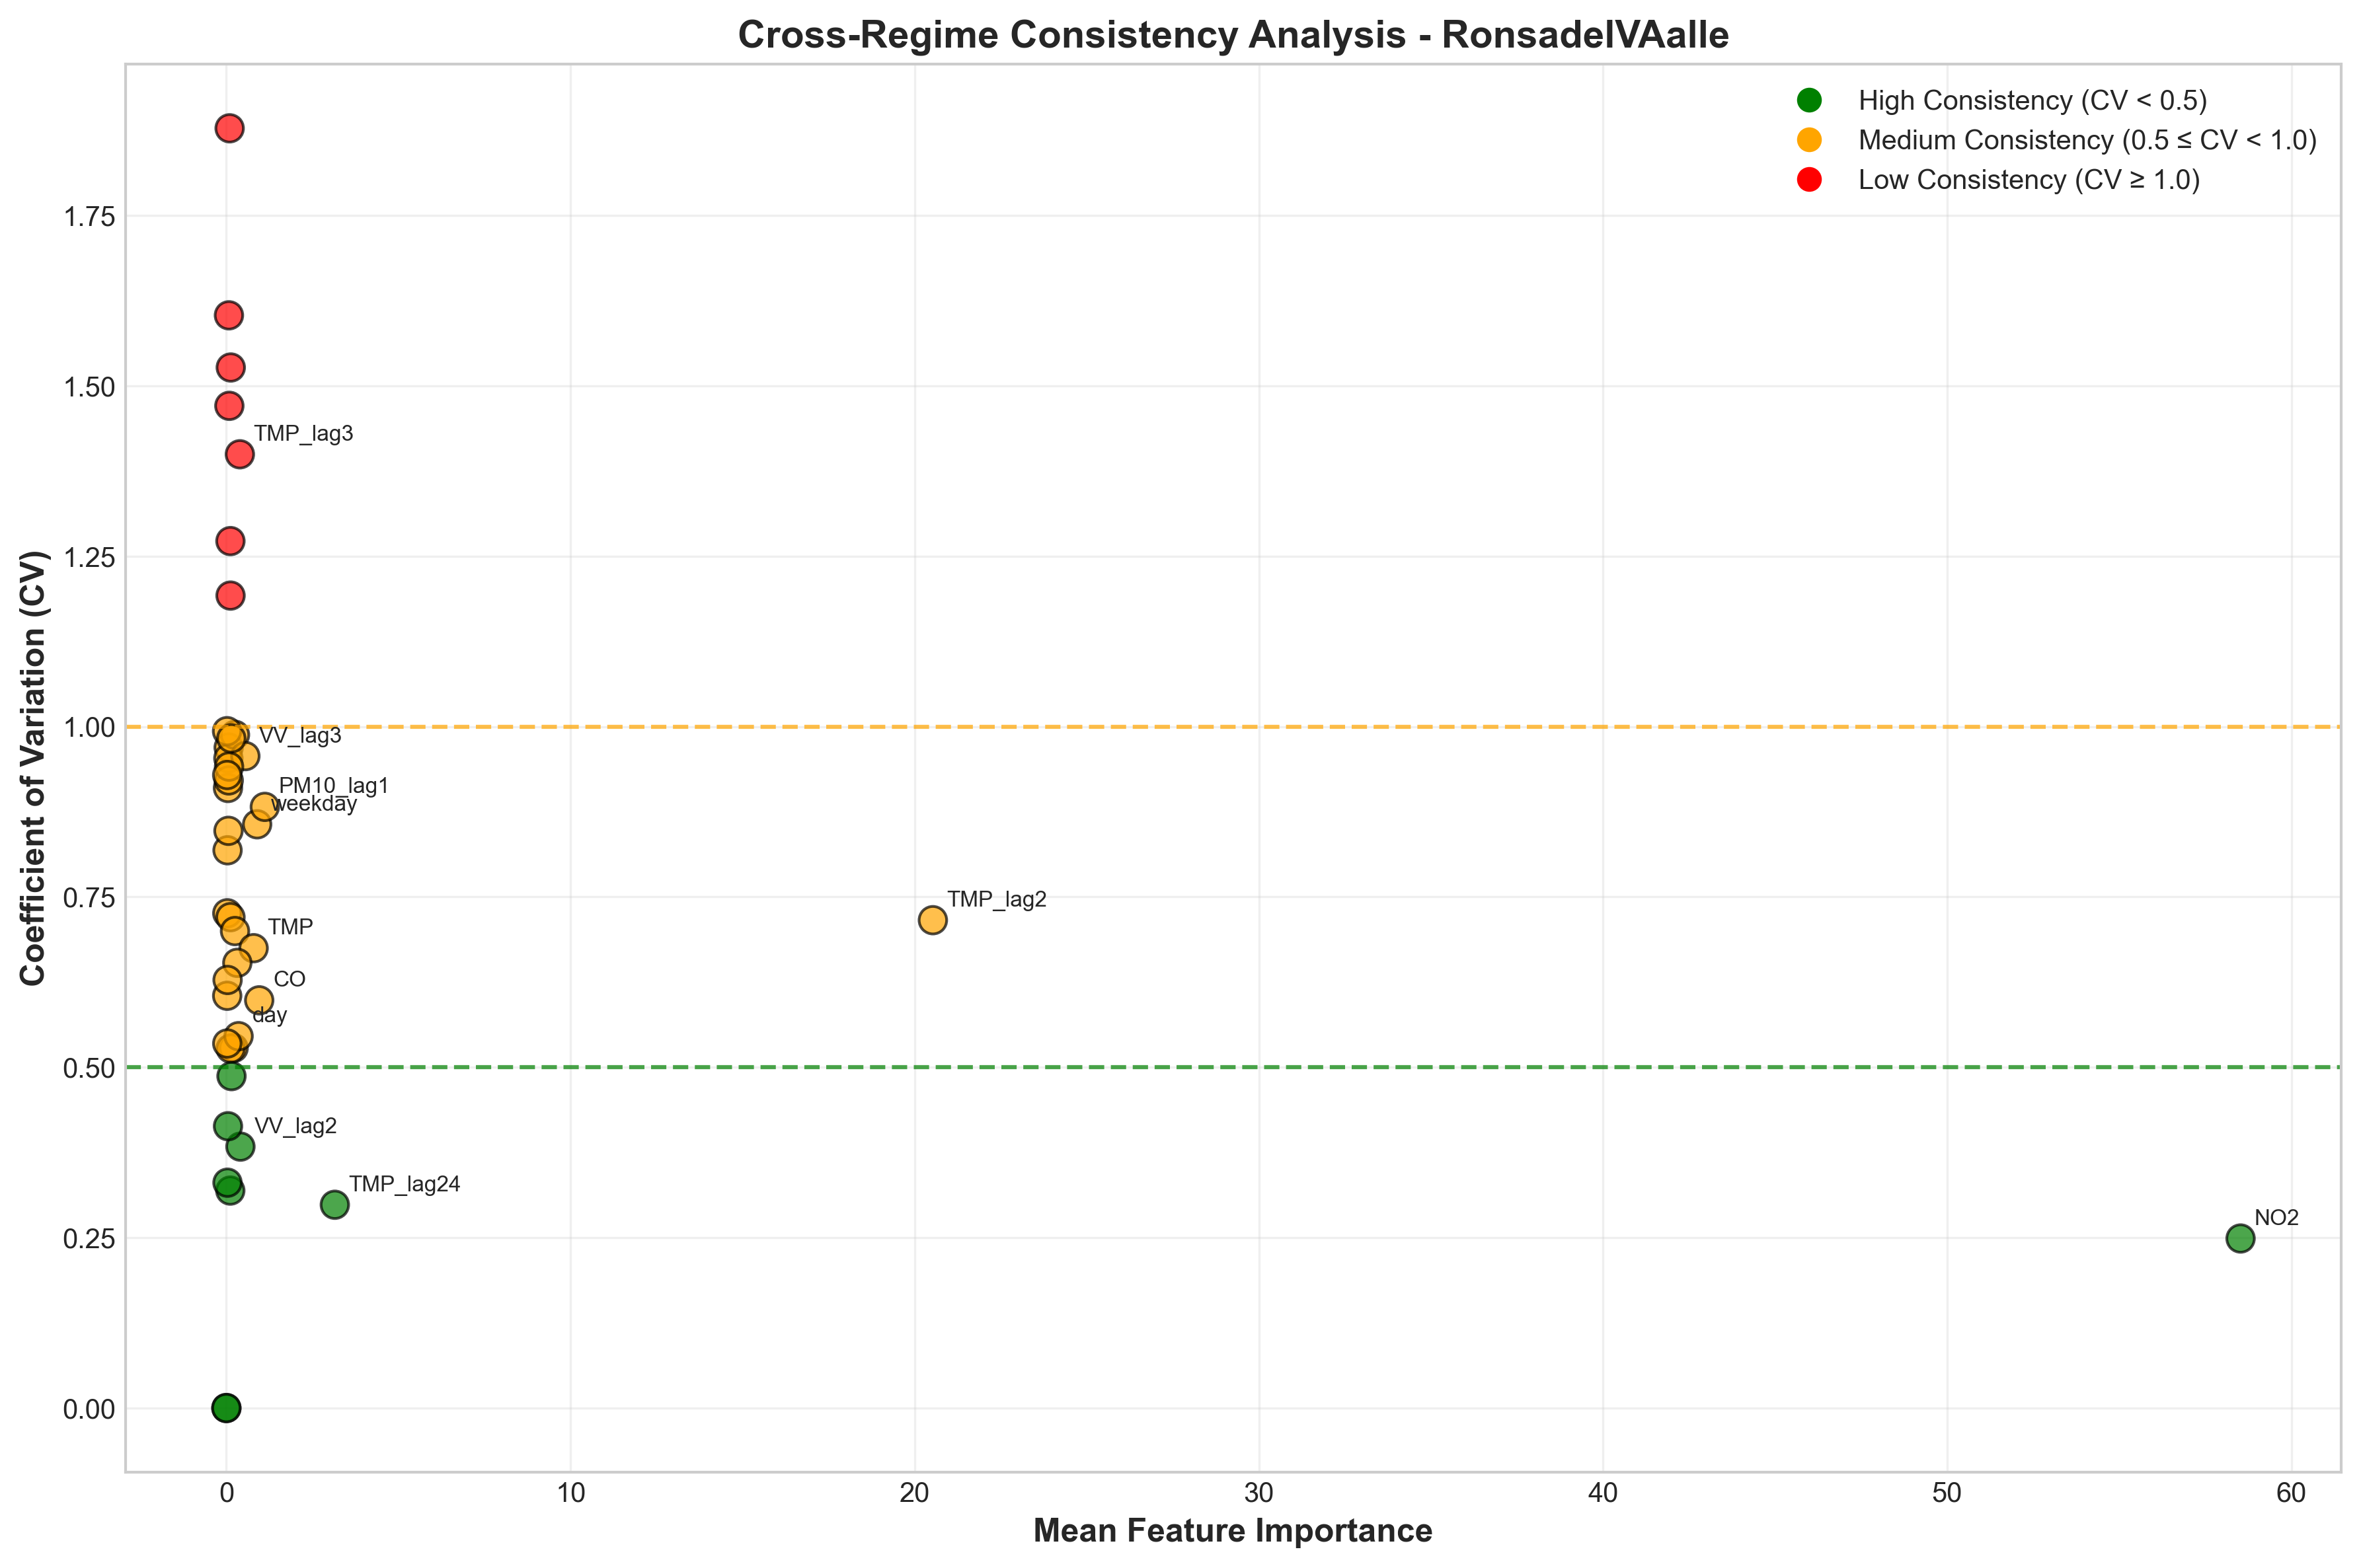 Cross-Regime Consistency Analysis - RonsadelVAalle
High Consistency (CV < 0.5)
Medium Consistency (0.5 ≤ CV < 1.0)
Low Consistency (CV ≥ 1.0)
Coefficient of Variation (CV)
1.75
1.50
1.25
1.00
0.75
0.50
0.25
0.00
TMP_lag3
VV_lag3
PM10_lag1
weekday
TMP_lag2
TMP
CO
day
VV_lag2
TMP_lag24
NO2
0 10 20 30 40 50 60
Mean Feature Importance